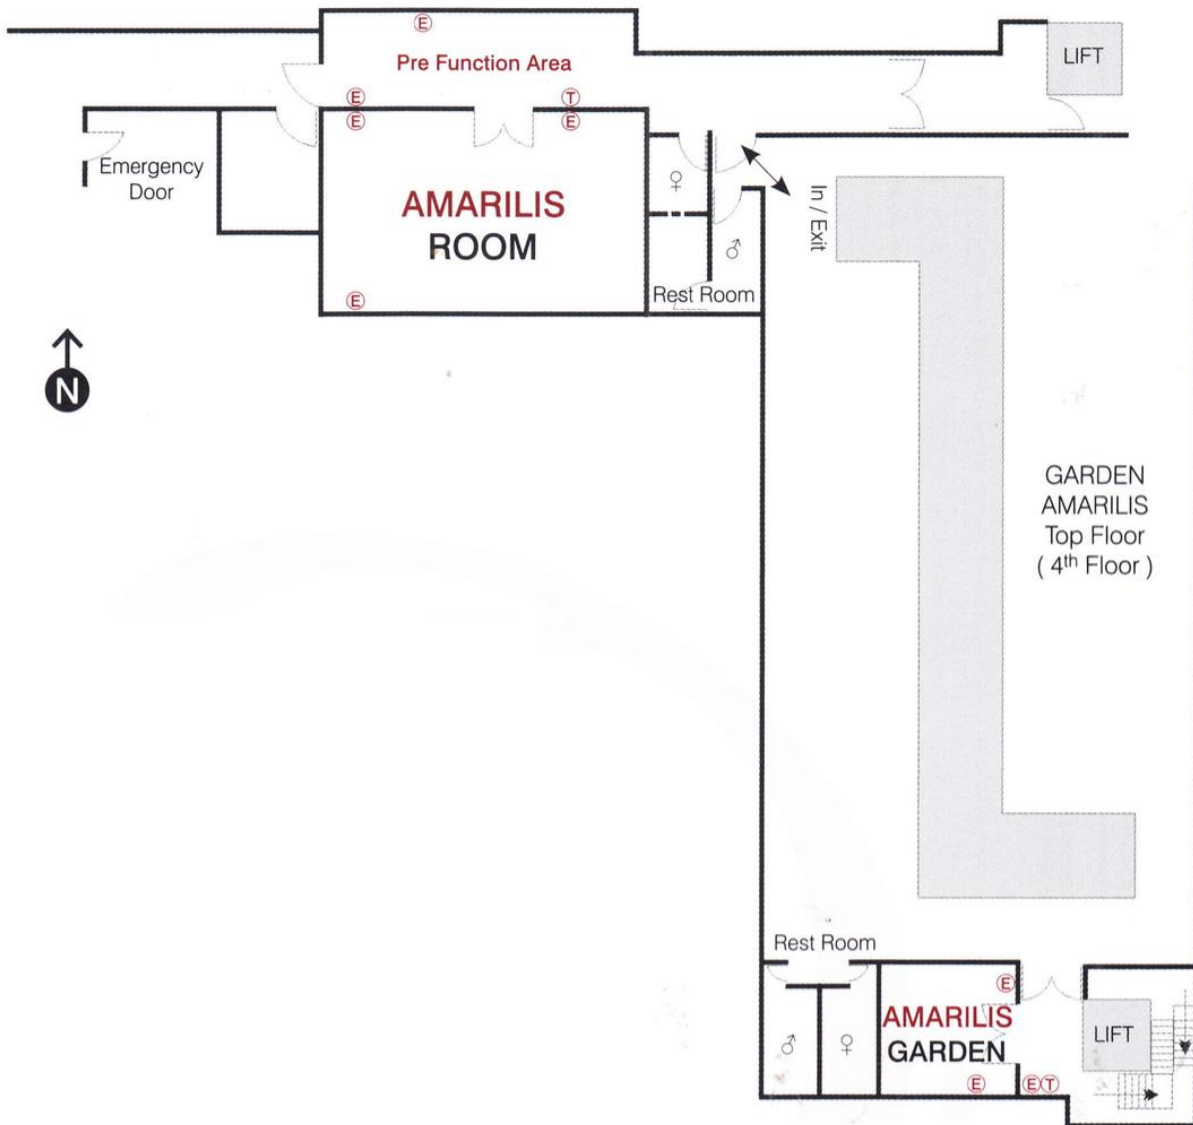 E
LIFT
Pre Function Area
E
T
E
E
Emergency
Door
♀
AMARILIS
ROOM
In / Exit
♂
E
Rest Room
N
GARDEN
AMARILIS
Top Floor
( 4th Floor )
Rest Room
E
AMARILIS
GARDEN
LIFT
♂
♀
E
E T